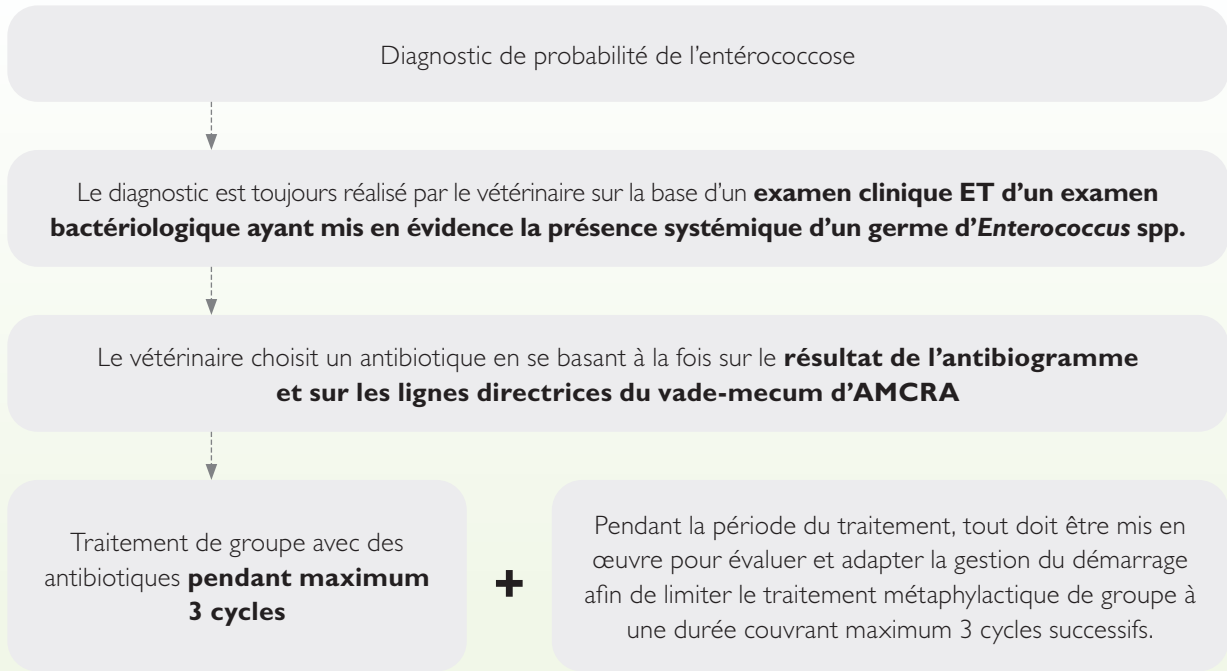 Diagnostic de probabilité de l'entérococcose
Le diagnostic est toujours réalisé par le vétérinaire sur la base d'un examen clinique ET d'un examen
bactériologique ayant mis en évidence la présence systémique d'un germe d'Enterococcus spp.
Le vétérinaire choisit un antibiotique en se basant à la fois sur le résultat de l'antibiogramme
et sur les lignes directrices du vade-mecum d'AMCRA
Traitement de groupe avec des
antibiotiques pendant maximum
3 cycles
+
Pendant la période du traitement, tout doit être mis en
œuvre pour évaluer et adapter la gestion du démarrage
afin de limiter le traitement métaphylactique de groupe à
une durée couvrant maximum 3 cycles successifs.